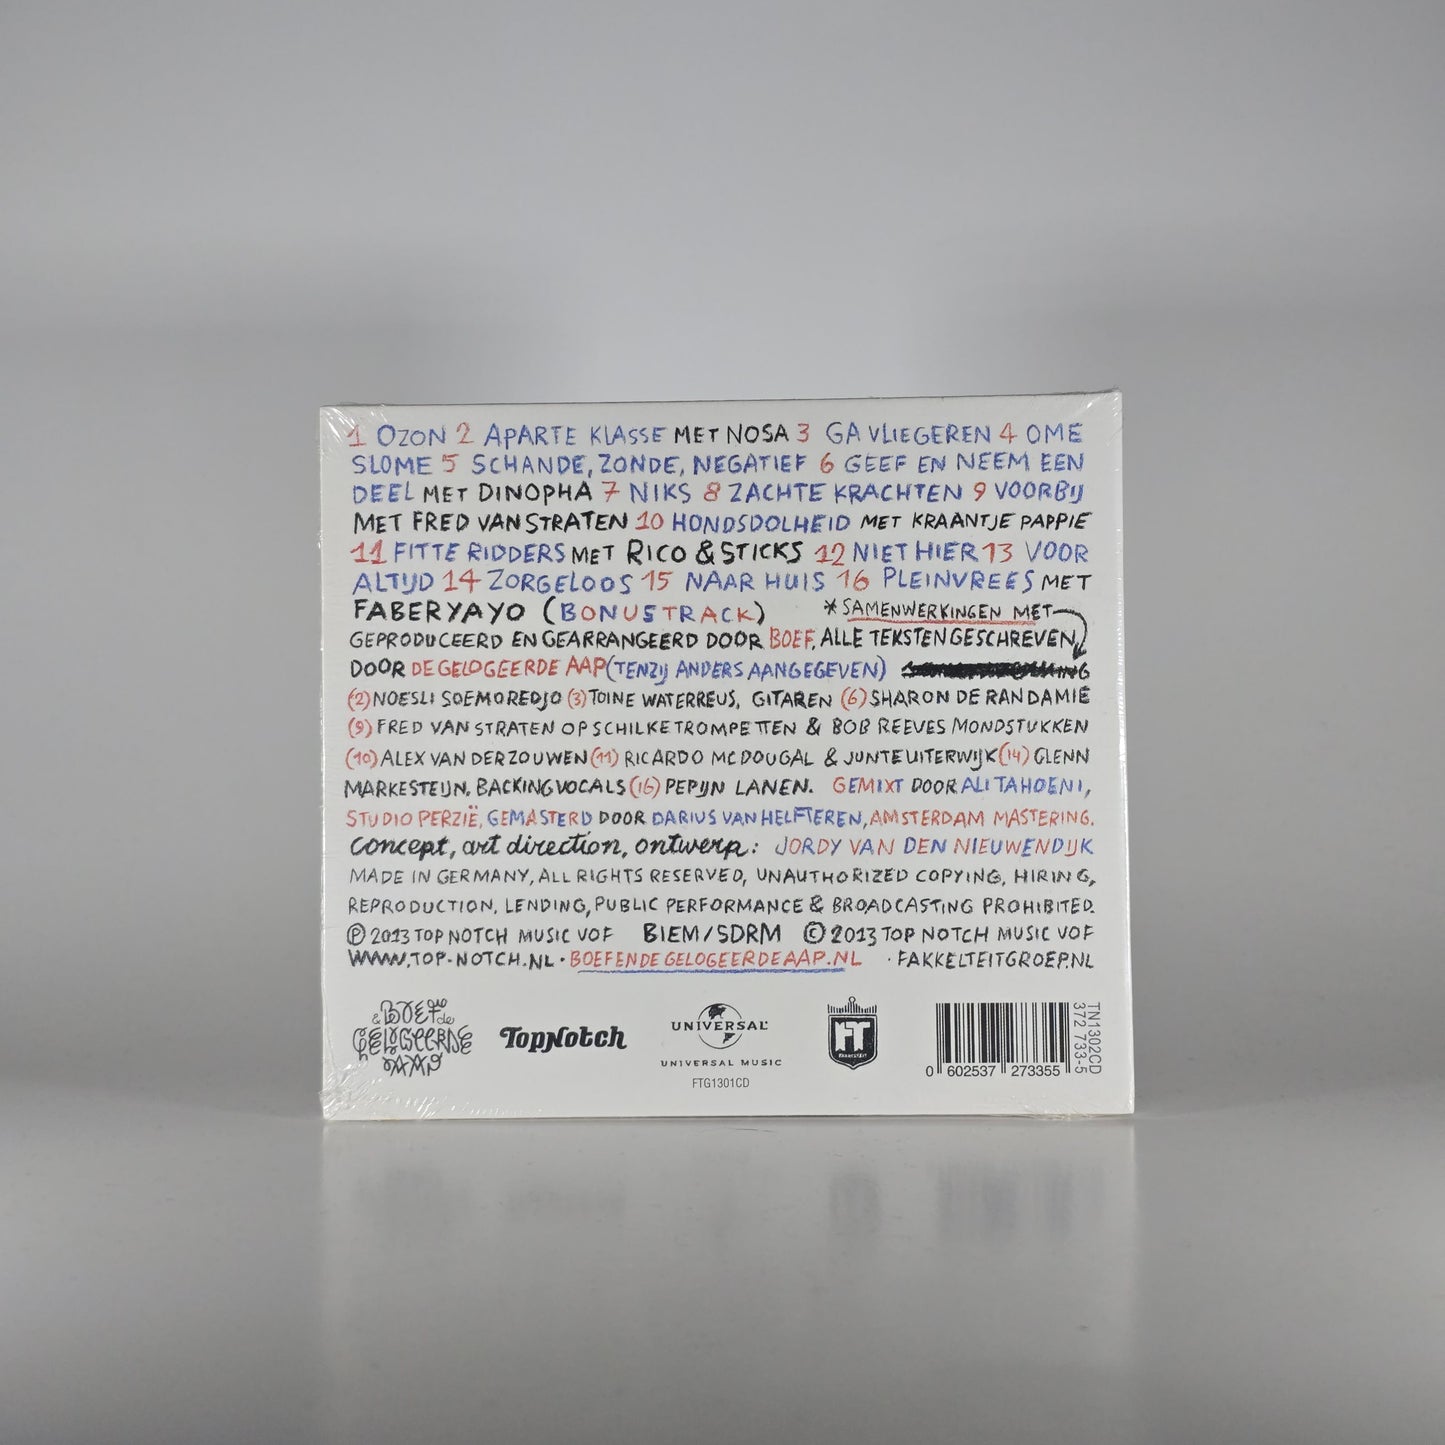 1 OZON 2 APARTE KLASSE MET NOSA 3 GA VLIEGEREN 4 OME
SLOME 5 SCHANDE, ZONDE, NEGATIEF 6 GEEF EN NEEM EEN
DEEL MET DINOPHA 7 NIKS 8 ZACHTE KRACHTEN 9 VOORBIJ
MET FRED VAN STRATEN 10 HONDSDOLHEID MET KRAANTJE PAPPIE
11 FITTE RIDDERS MET RICO & STICKS 12 NIET HIER 13 VOOR
ALTIJD 14 ZORGELOOS 15 NAAR HUIS 16 PLEINVREES MET
FABERYAYO (BONUSTRACK) *SAMENWERKINGEN MET
GEPRODUCEERD EN GEARRANGEERD DOOR BOEF, ALLE TEKSTEN GESCHREVEN
DOOR DE GELOGEERDE AAP (TENZIJ ANDERS AANGEGEVEN)
(2) NOESLI SOEMOREDJO (3) TOINE WATERREUS, GITAREN (6) SHARON DE RANDAMIE
(9) FRED VAN STRATEN OP SCHILKE TROMPETTEN & BOB REEVES MONDSTUKKEN
(10) ALEX VAN DER ZOUWEN (11) RICARDO MCDOUGAL & JUNTE UITERWIJK (14) GLENN
MARKESTEIJN, BACKING VOCALS (16) PEPIJN LANEN. GEMIXT DOOR ALI TAHOENI,
STUDIO PERZIË, GEMASTERD DOOR DARIUS VAN HELFTEREN, AMSTERDAM MASTERING.
concept, art direction, ontwerp: JORDY VAN DEN NIEUWENDIJK
MADE IN GERMANY, ALL RIGHTS RESERVED, UNAUTHORIZED COPYING, HIRING,
REPRODUCTION, LENDING, PUBLIC PERFORMANCE & BROADCASTING PROHIBITED.
℗ 2013 TOP NOTCH MUSIC VOF BIEM/SDRM © 2013 TOP NOTCH MUSIC VOF
WWW.TOP-NOTCH.NL · BOEFENDEGELOGEERDEAAP.NL · FAKKELTEITGROEP.NL
BOEF
& de
GELOGEERDE
AAP
TopNotch
UNIVERSAL
UNIVERSAL MUSIC
FTG1301CD
FT
FAKKELTEIT
0 602537 273355
TN1302CD
372 733-5